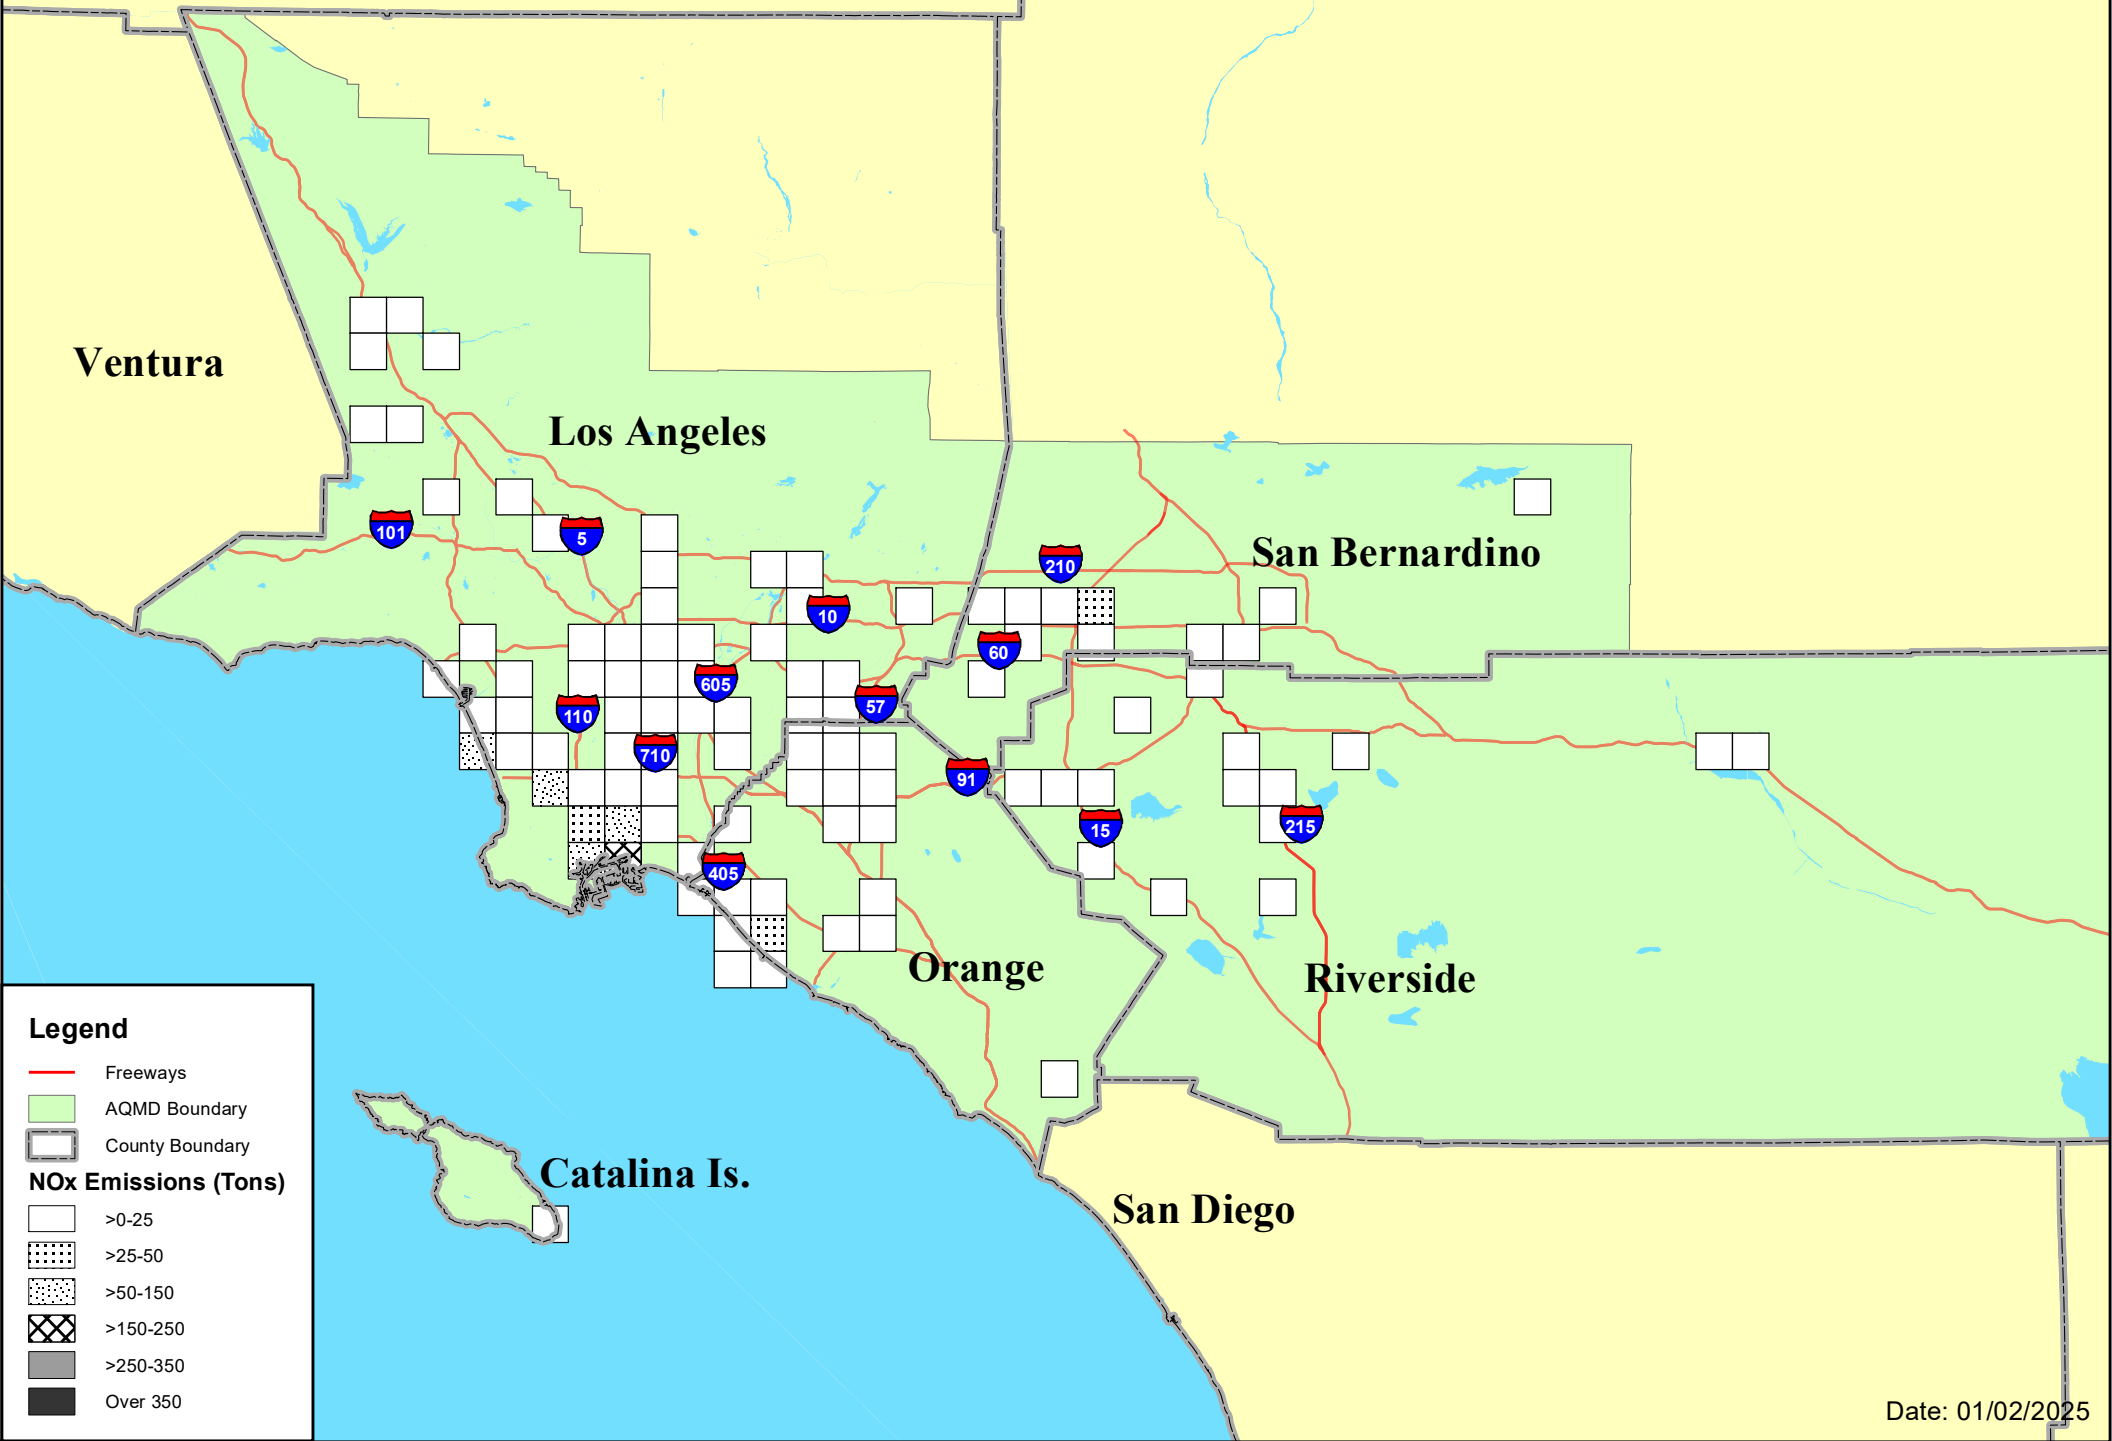 Ventura
Los Angeles
101
5
210
San Bernardino
10
60
605
57
110
710
91
15
215
405
Orange
Riverside
Legend
Freeways
AQMD Boundary
County Boundary
NOx Emissions (Tons)
>0-25
>25-50
>50-150
>150-250
>250-350
Over 350
Catalina Is.
San Diego
Date: 01/02/2025